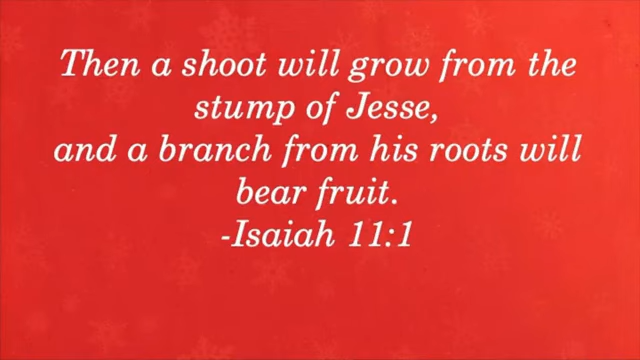 Then a shoot will grow from the
stump of Jesse,
and a branch from his roots will
bear fruit.
-Isaiah 11:1